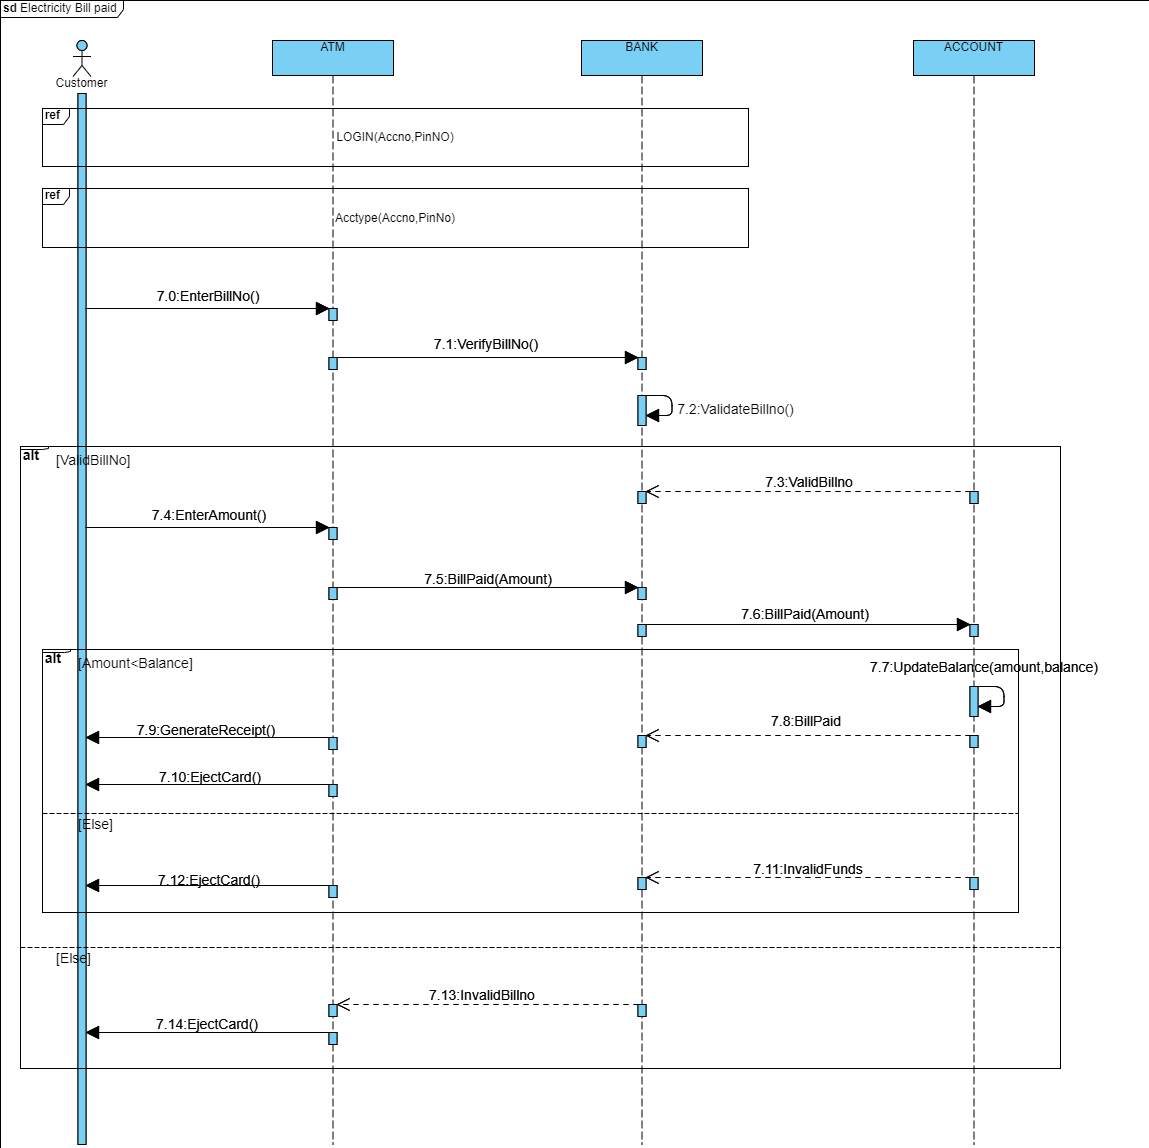 sd Electricity Bill paid
Customer
ATM
BANK
ACCOUNT
ref
LOGIN(Accno,PinNO)
ref
Acctype(Accno,PinNo)
7.0:EnterBillNo()
7.1:VerifyBillNo()
7.2:ValidateBillno()
alt
[ValidBillNo]
7.3:ValidBillno
7.4:EnterAmount()
7.5:BillPaid(Amount)
7.6:BillPaid(Amount)
alt
[Amount<Balance]
7.7:UpdateBalance(amount,balance)
7.8:BillPaid
7.9:GenerateReceipt()
7.10:EjectCard()
[Else]
7.11:InvalidFunds
7.12:EjectCard()
[Else]
7.13:InvalidBillno
7.14:EjectCard()